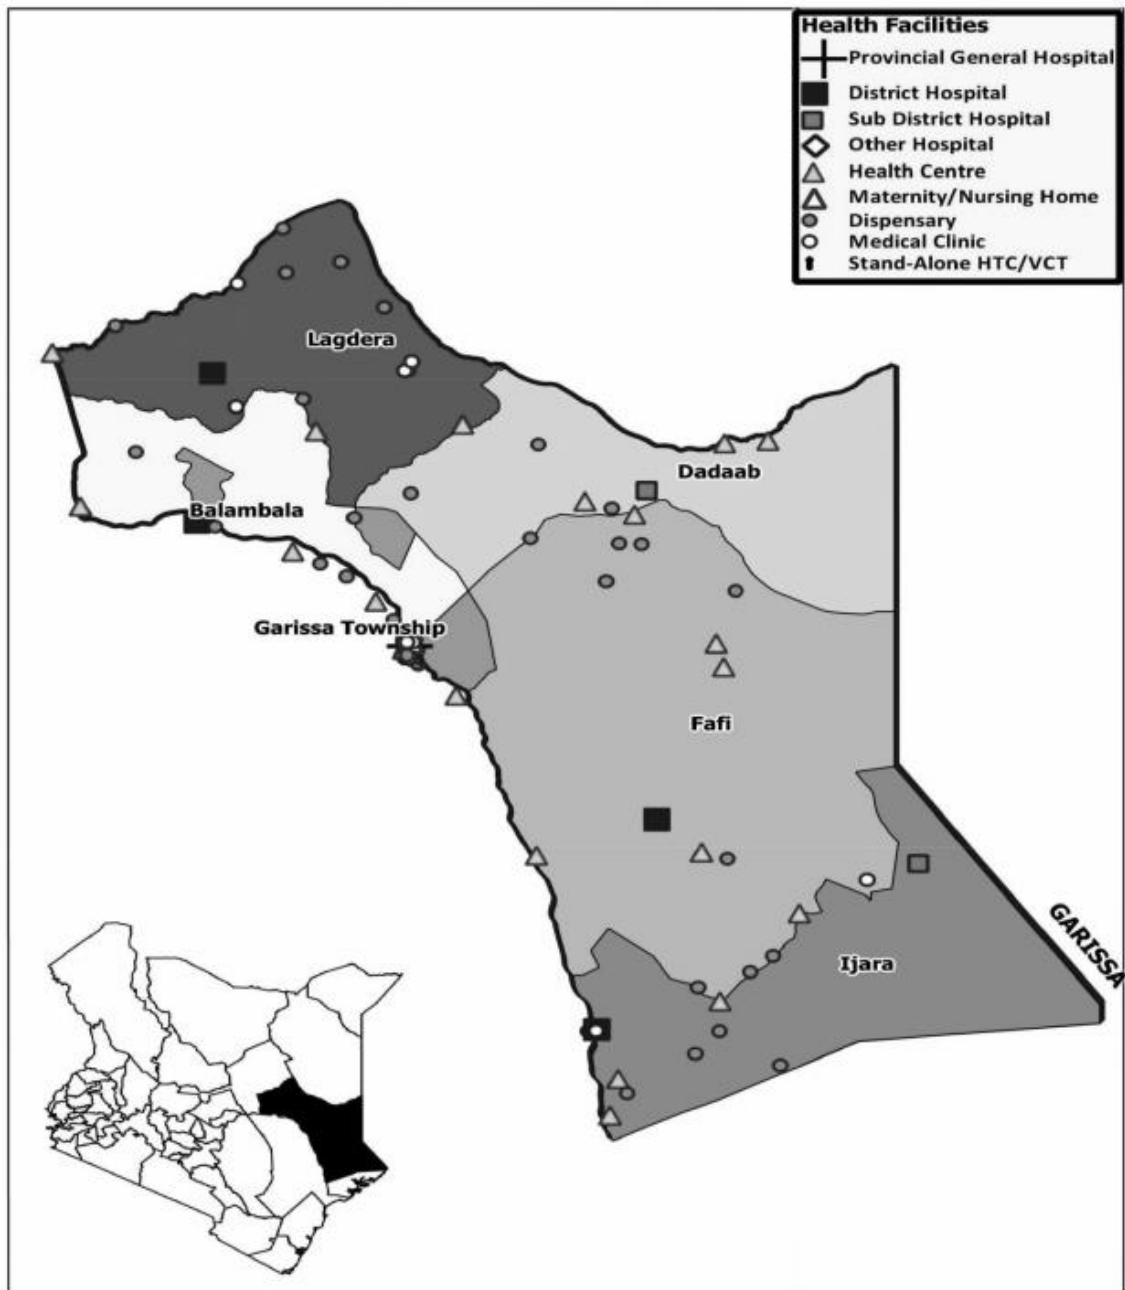 Health Facilities
Provincial General Hospital
District Hospital
Sub District Hospital
Other Hospital
Health Centre
Maternity/Nursing Home
Dispensary
Medical Clinic
Stand-Alone HTC/VCT
Lagdera
Dadaab
Balambala
Garissa Township
Fafi
Ijara
GARISSA